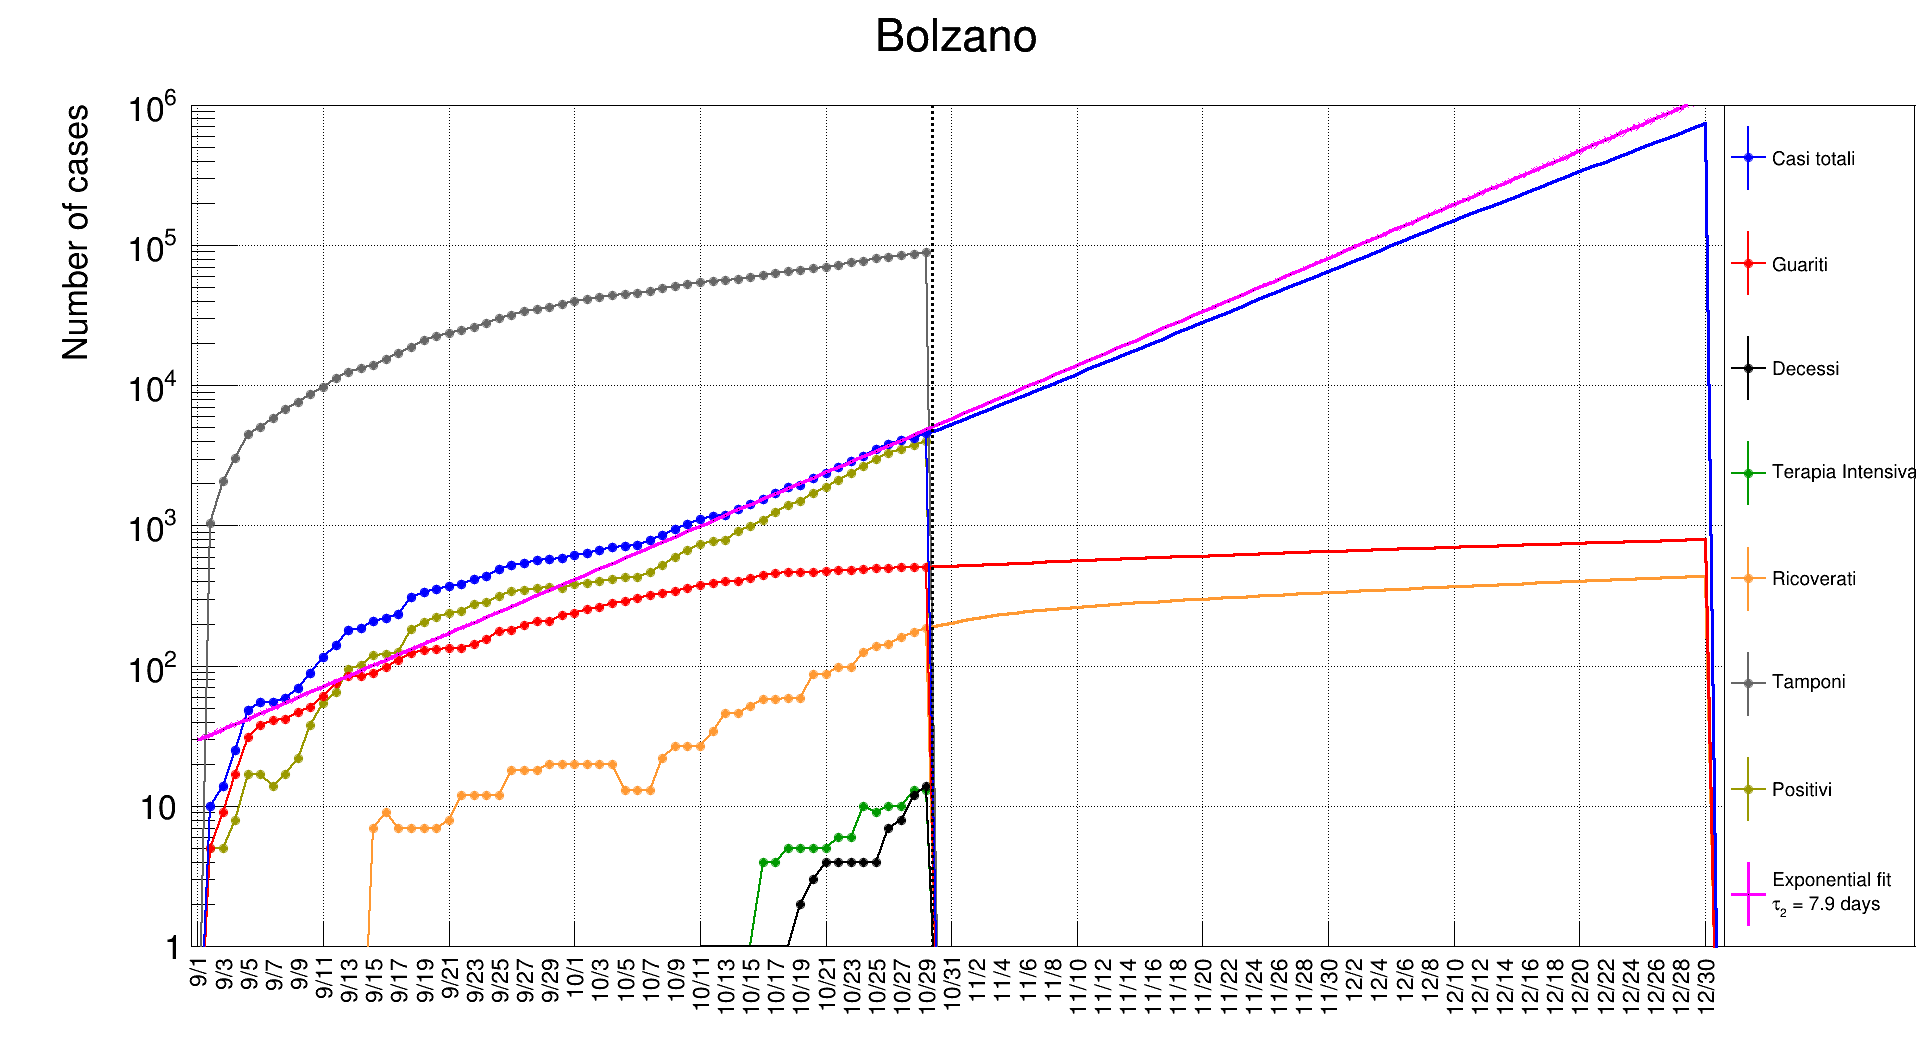 Bolzano
Number of cases
10^6
10^5
10^4
10^3
10^2
10
1
9/1 9/3 9/5 9/7 9/9 9/11 9/13 9/15 9/17 9/19 9/21 9/23 9/25 9/27 9/29 10/1 10/3 10/5 10/7 10/9 10/11 10/13 10/15 10/17 10/19 10/21 10/23 10/25 10/27 10/29 10/31 11/2 11/4 11/6 11/8 11/10 11/12 11/14 11/16 11/18 11/20 11/22 11/24 11/26 11/28 11/30 12/2 12/4 12/6 12/8 12/10 12/12 12/14 12/16 12/18 12/20 12/22 12/24 12/26 12/28 12/30
Casi totali
Guariti
Decessi
Terapia Intensiva
Ricoverati
Tamponi
Positivi
Exponential fit
τ₂ = 7.9 days